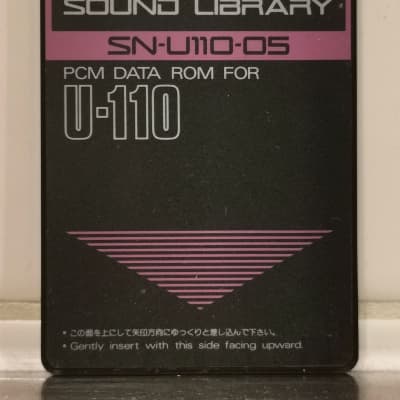 SOUND LIBRARY
SN-U110-05
PCM DATA ROM FOR
U-110
• この面を上にして矢印方向にゆっくりと差し込んで下さい。
• Gently insert with this side facing upward.